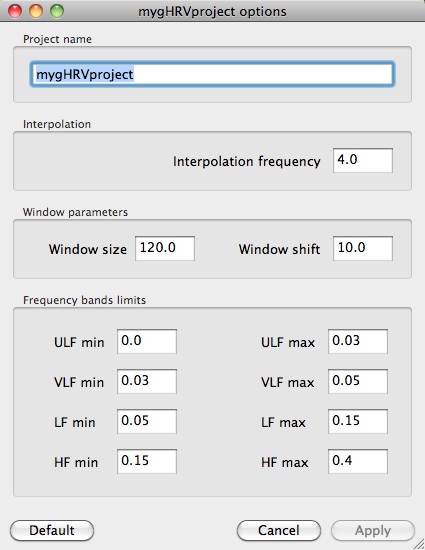 mygHRVproject options
Project name
mygHRVproject
Interpolation
Interpolation frequency 4.0
Window parameters
Window size 120.0 Window shift 10.0
Frequency bands limits
ULF min 0.0 ULF max 0.03
VLF min 0.03 VLF max 0.05
LF min 0.05 LF max 0.15
HF min 0.15 HF max 0.4
Default Cancel Apply